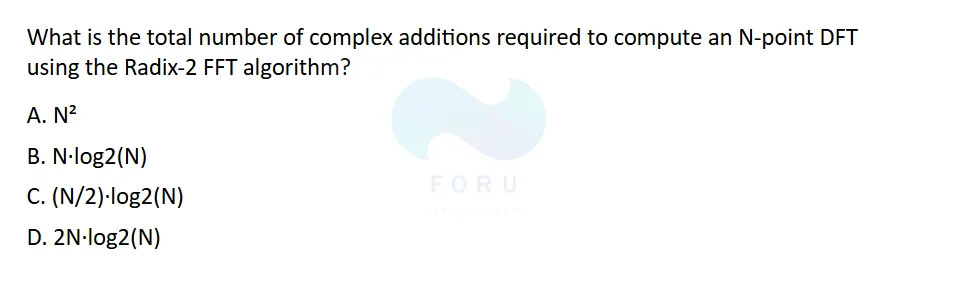 What is the total number of complex additions required to compute an N-point DFT
using the Radix-2 FFT algorithm?
A. N²
B. N·log2(N)
FORU
C. (N/2)·log2(N)
D. 2N·log2(N)